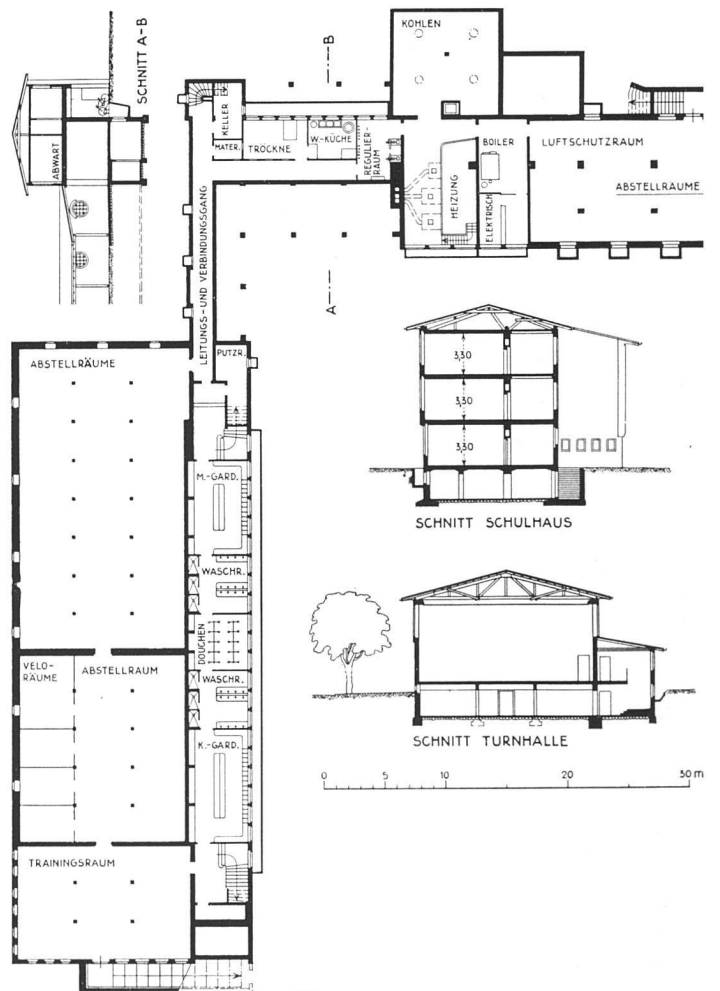 SCHNITT A-B
ABWART
B
KOHLEN
KELLER
MATER.
TRÖCKNE
W-KÜCHE
REGULIER-
RAUM
HEIZUNG
BOILER
ELEKTRISCH
LUFTSCHUTZRAUM
ABSTELLRÄUME
A
LEITUNGS- UND VERBINDUNGSGANG
PUTZR.
ABSTELLRÄUME
M.-GARD.
WASCHR.
DOUCHEN
WASCHR.
K.-GARD.
VELO-
RÄUME
ABSTELLRAUM
TRAININGSRAUM
3,30
3,30
3,30
SCHNITT SCHULHAUS
SCHNITT TURNHALLE
0 5 10 20 50 m